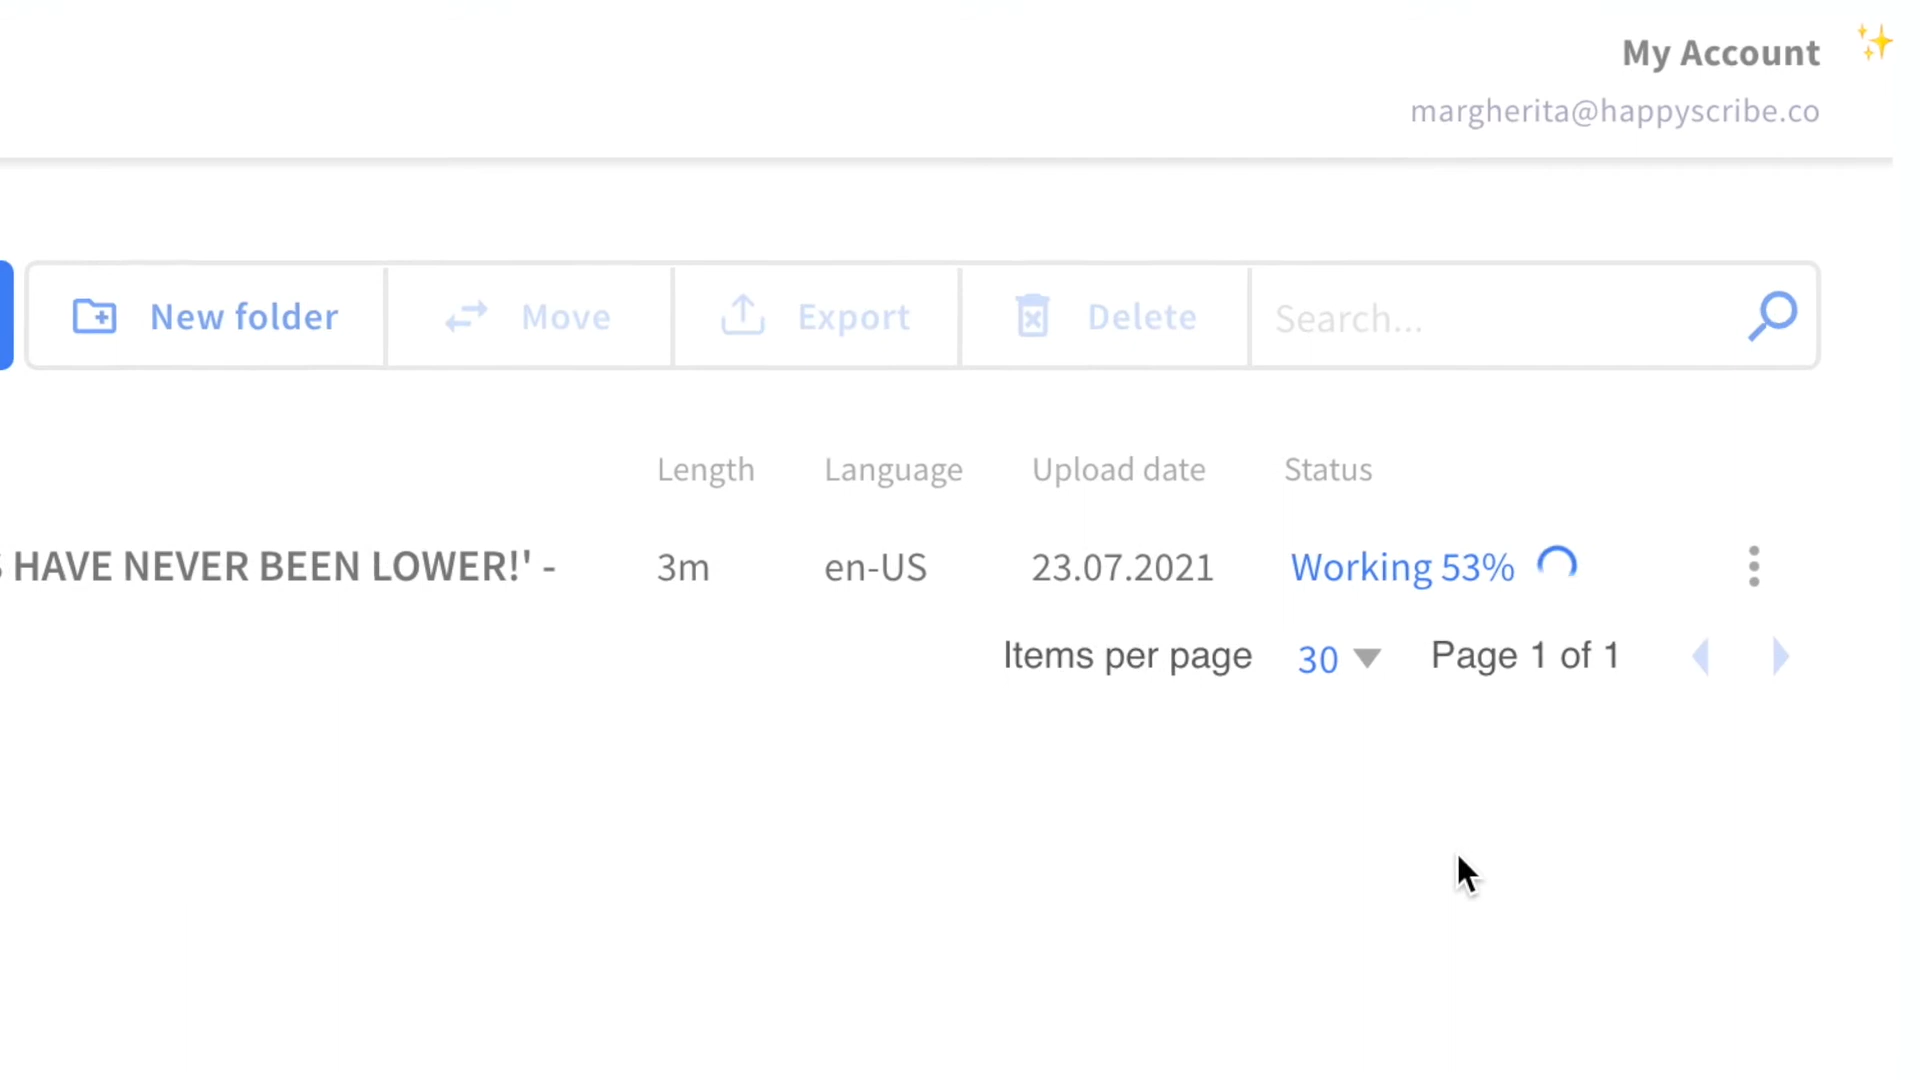 My Account
margherita@happyscribe.co
New folder Move Export Delete Search...
Length Language Upload date Status
HAVE NEVER BEEN LOWER!' - 3m en-US 23.07.2021 Working 53%
Items per page 30 Page 1 of 1